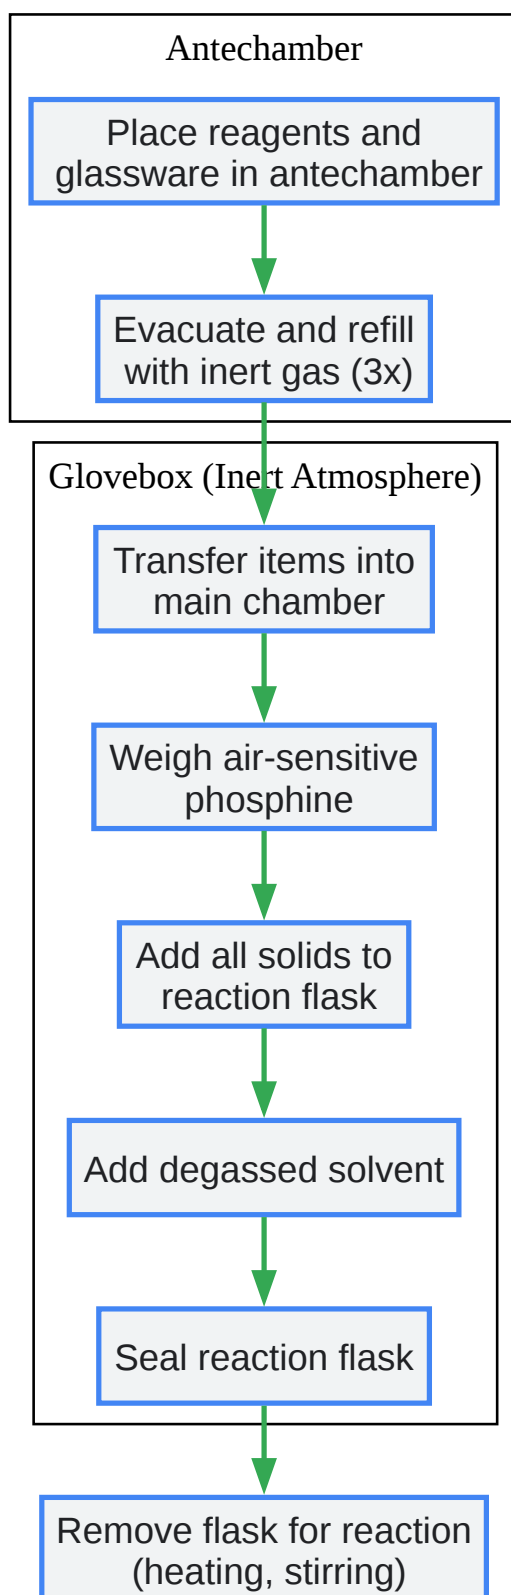 Antechamber
Place reagents and
glassware in antechamber
Evacuate and refill
with inert gas (3x)
Glovebox (Inert Atmosphere)
Transfer items into
main chamber
Weigh air-sensitive
phosphine
Add all solids to
reaction flask
Add degassed solvent
Seal reaction flask
Remove flask for reaction
(heating, stirring)